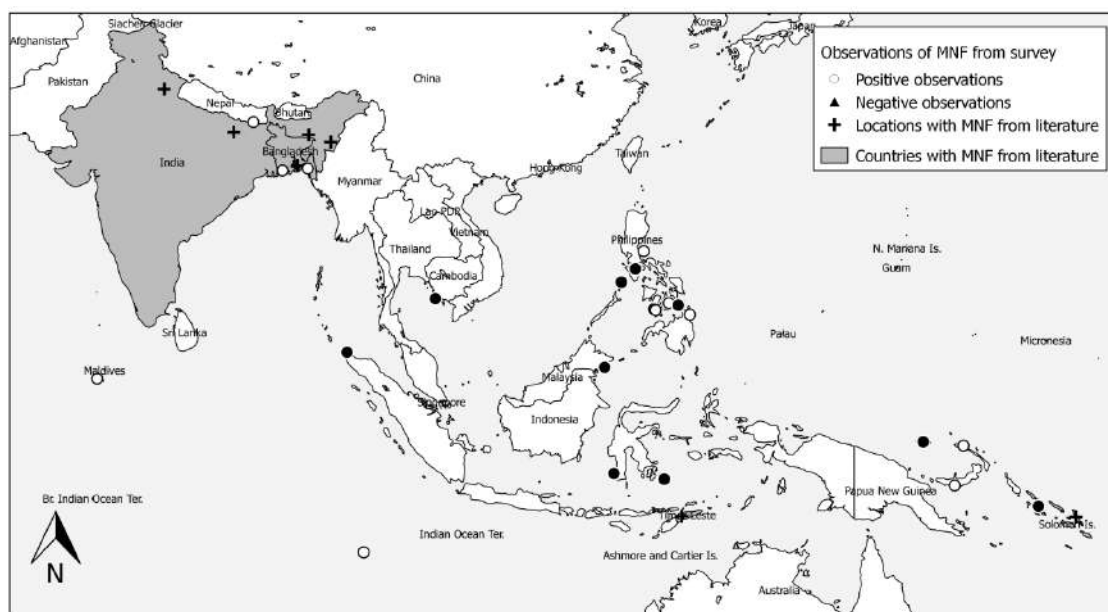 Siachen Glacier
Korea
Japan
Afghanistan
Pakistan
China
Nepal
Bhutan
Bangladesh
India
Myanmar
Hong Kong
Taiwan
Lao PDR
Vietnam
Thailand
Philippines
Cambodia
N. Mariana Is.
Guam
Sri Lanka
Palau
Micronesia
Maldives
Malaysia
Singapore
Indonesia
Br. Indian Ocean Ter.
Papua New Guinea
Timor-Leste
Solomon Is.
Indian Ocean Ter.
Ashmore and Cartier Is.
Australia
N
Observations of MNF from survey
Positive observations
Negative observations
Locations with MNF from literature
Countries with MNF from literature